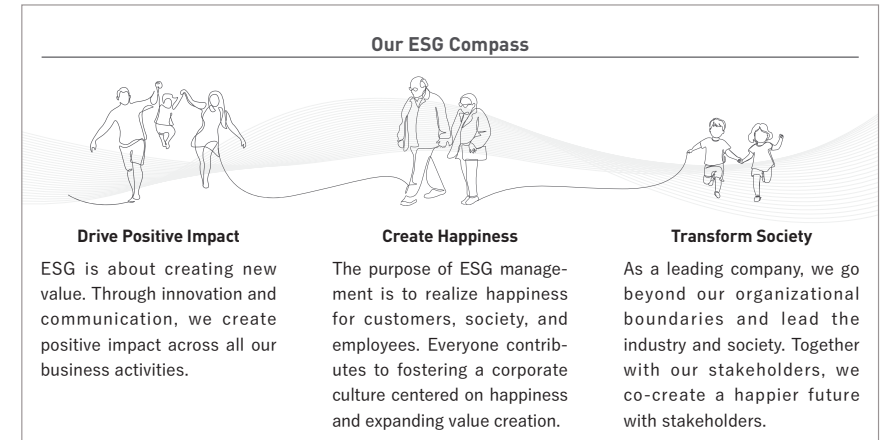 Our ESG Compass
Drive Positive Impact
ESG is about creating new
value. Through innovation and
communication, we create
positive impact across all our
business activities.
Create Happiness
The purpose of ESG manage-
ment is to realize happiness
for customers, society, and
employees. Everyone contrib-
utes to fostering a corporate
culture centered on happiness
and expanding value creation.
Transform Society
As a leading company, we go
beyond our organizational
boundaries and lead the
industry and society. Together
with our stakeholders, we
co-create a happier future
with stakeholders.